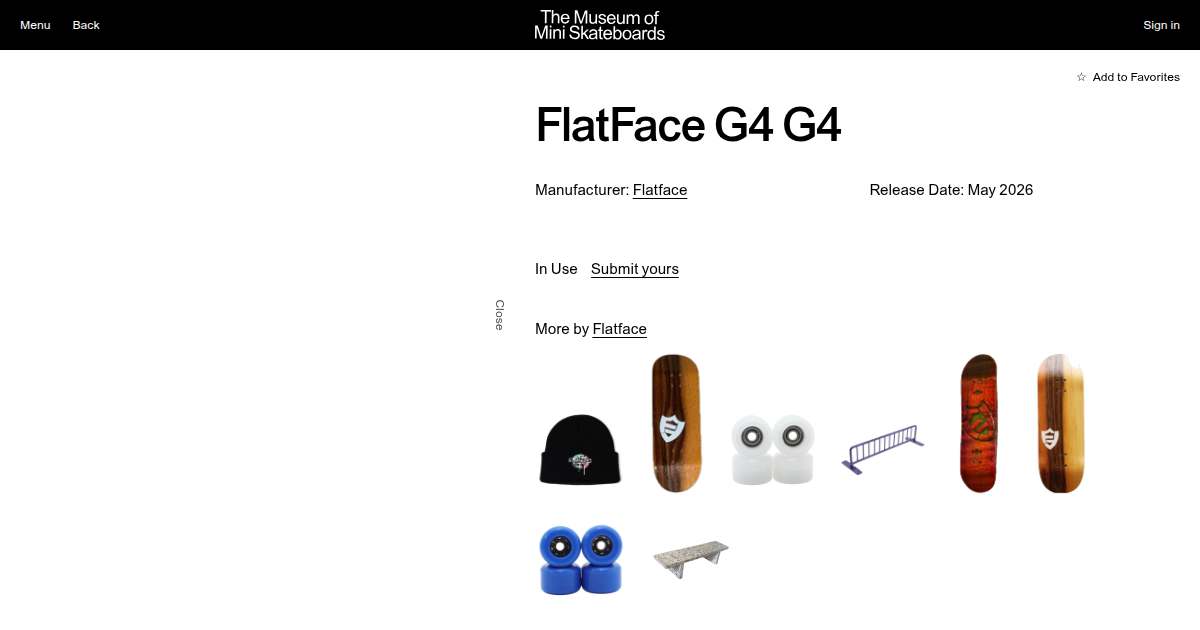 Menu
Back
The Museum of
Mini Skateboards
Sign in
☆ Add to Favorites
FlatFace G4 G4
Manufacturer: Flatface
Release Date: May 2026
In Use Submit yours
Close
More by Flatface